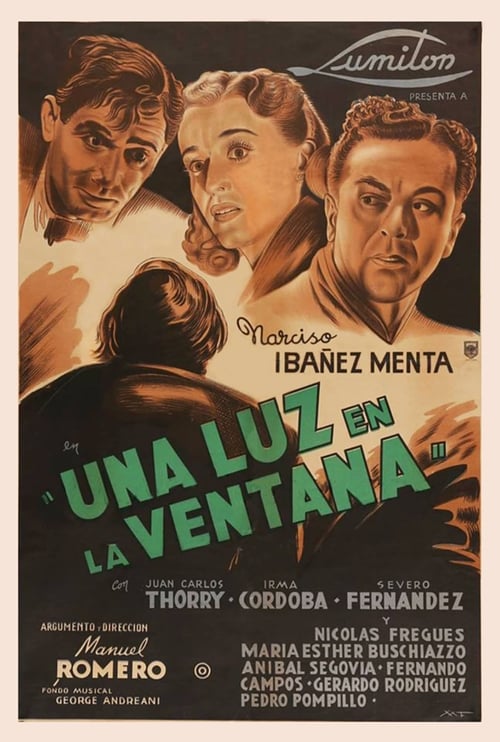 Lumiton
PRESENTA A
Narciso
IBAÑEZ MENTA
en
"UNA LUZ EN
LA VENTANA"
con
JUAN CARLOS IRMA SEVERO
THORRY · CORDOBA · FERNANDEZ
Y
NICOLAS FREGUES
MARIA ESTHER BUSCHIAZZO
ANIBAL SEGOVIA · FERNANDO
CAMPOS · GERARDO RODRIGUEZ
PEDRO POMPILLO ·
ARGUMENTO y DIRECCION
Manuel
ROMERO
FONDO MUSICAL
GEORGE ANDREANI